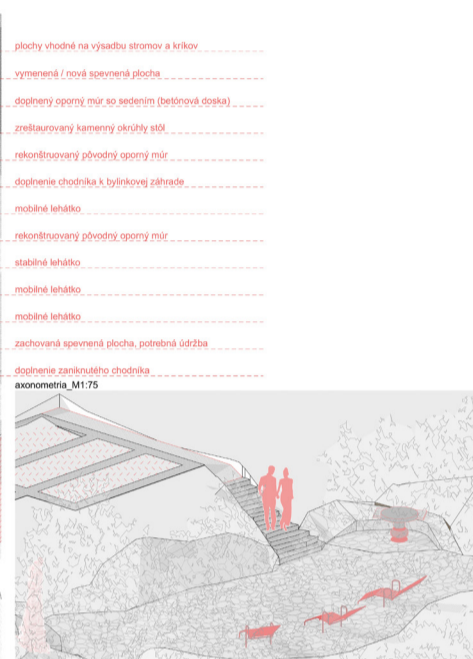 plochy vhodné na výsadbu stromov a kríkov
vymenená / nová spevnená plocha
doplnený oporný múr so sedením (betónová doska)
zreštaurovaný kamenný okrúhly stôl
rekonštruovaný pôvodný oporný múr
doplnenie chodníka k bylinkovej záhrade
mobilné lehátko
rekonštruovaný pôvodný oporný múr
stabilné lehátko
mobilné lehátko
mobilné lehátko
zachovaná spevnená plocha, potrebná údržba
doplnenie zaniknutého chodníka
axonometria_M1:75